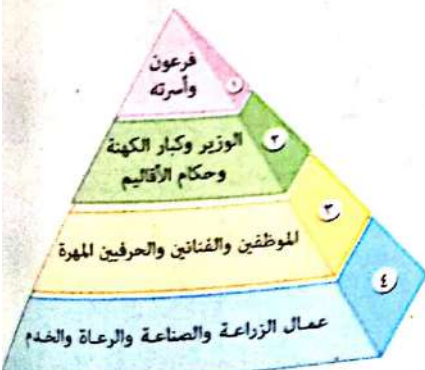 فرعون
وأسرته
١
الوزير وكبار الكهنة
وحكام الأقاليم
٢
الموظفين والفنانين والحرفيين المهرة
٣
عمال الزراعة والصناعة والرعاة والخدم
٤